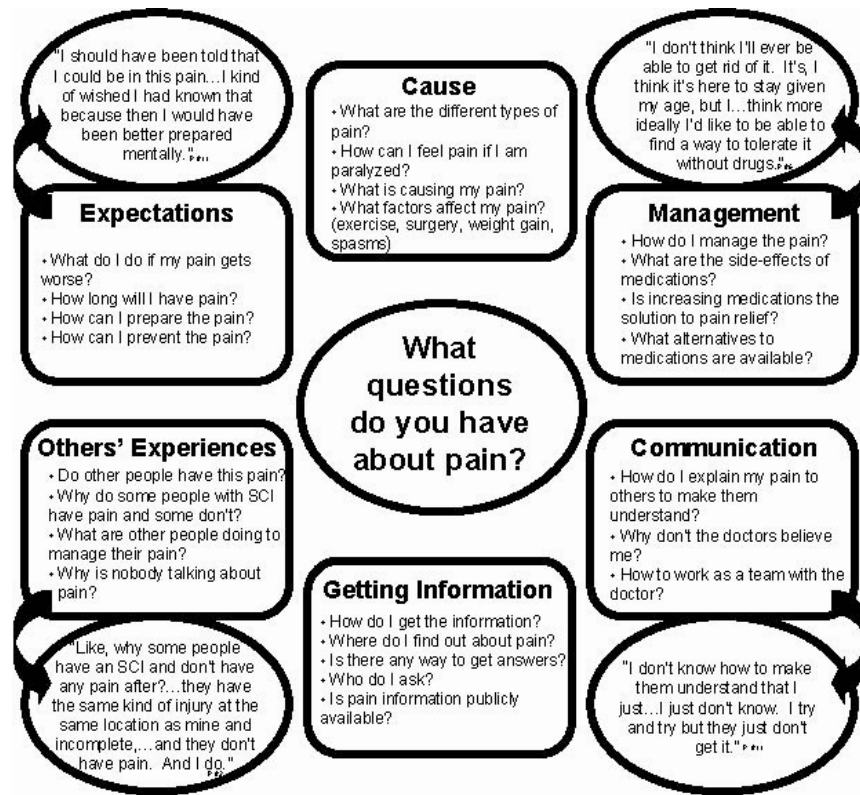 "I should have been told that
I could be in this pain...I kind
of wished I had known that
because then I would have
been better prepared
mentally."
Expectations
• What do I do if my pain gets
worse?
• How long will I have pain?
• How can I prepare the pain?
• How can I prevent the pain?
Cause
• What are the different types of
pain?
• How can I feel pain if I am
paralyzed?
• What is causing my pain?
• What factors affect my pain?
(exercise, surgery, weight gain,
spasms)
"I don't think I'll ever be
able to get rid of it. It's, I
think it's here to stay given
my age, but I...think more
ideally I'd like to be able to
find a way to tolerate it
without drugs."
Management
• How do I manage the pain?
• What are the side-effects of
medications?
• Is increasing medications the
solution to pain relief?
• What alternatives to
medications are available?
What
questions
do you have
about pain?
Others' Experiences
• Do other people have this pain?
• Why do some people with SCI
have pain and some don't?
• What are other people doing to
manage their pain?
• Why is nobody talking about
pain?
"Like, why some people
have an SCI and don't have
any pain after?...they have
the same kind of injury at the
same location as mine and
incomplete,...and they don't
have pain. And I do."
Getting Information
• How do I get the information?
• Where do I find out about pain?
• Is there any way to get answers?
• Who do I ask?
• Is pain information publicly
available?
Communication
• How do I explain my pain to
others to make them
understand?
• Why don't the doctors believe
me?
• How to work as a team with the
doctor?
"I don't know how to make
them understand that I
just...I just don't know. I try
and try but they just don't
get it."